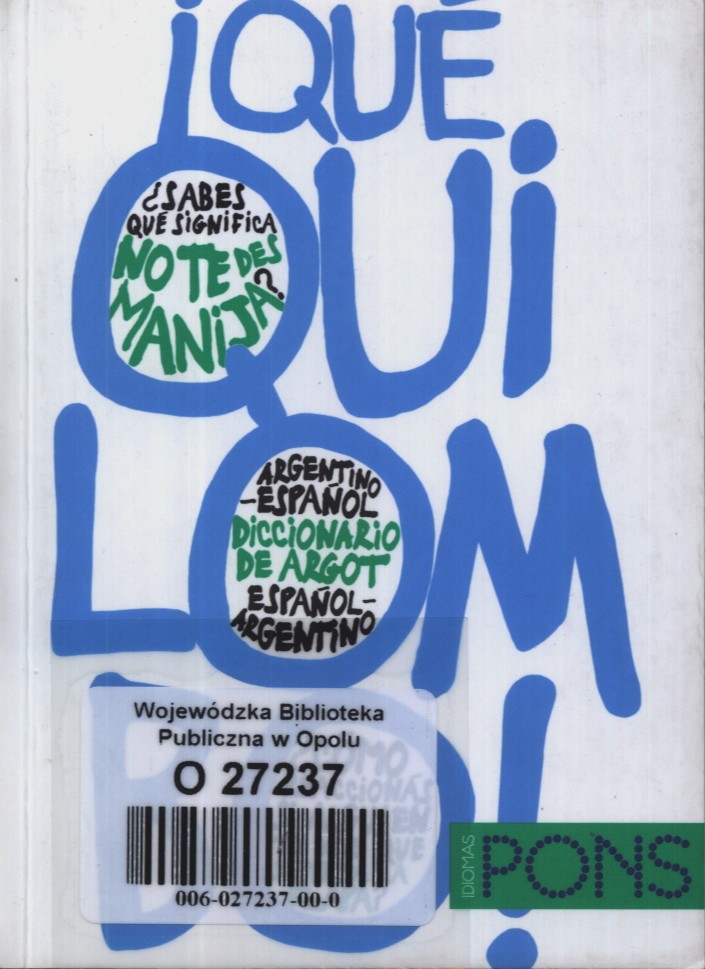 ¡QUÉ
QUI
¿SABES
QUÉ SIGNIFICA
NO TE DES
MANIJA?
LOM
ARGENTINO
-ESPAÑOL
DICCIONARIO
DE ARGOT
ESPAÑOL-
ARGENTINO
BO!
Wojewódzka Biblioteka
Publiczna w Opolu
O 27237
006-027237-00-0
IDIOMAS
PONS